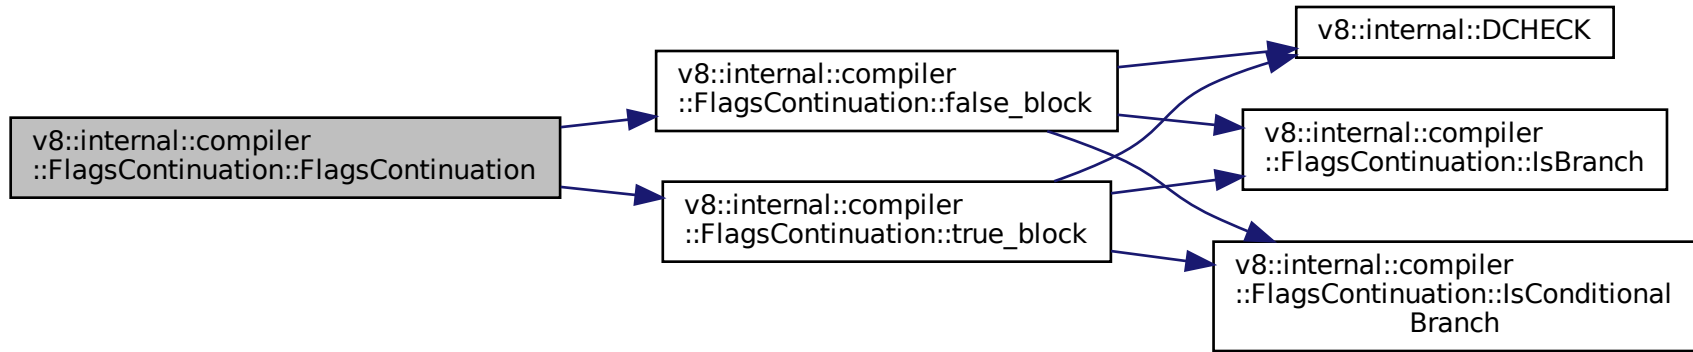 v8::internal::compiler
::FlagsContinuation::FlagsContinuation
v8::internal::compiler
::FlagsContinuation::false_block
v8::internal::compiler
::FlagsContinuation::true_block
v8::internal::DCHECK
v8::internal::compiler
::FlagsContinuation::IsBranch
v8::internal::compiler
::FlagsContinuation::IsConditional
Branch